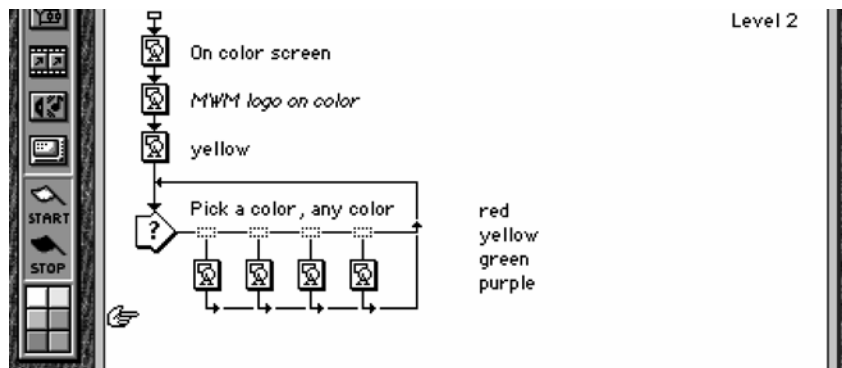 Level 2
On color screen
MWM logo on color
yellow
Pick a color, any color
?
red
yellow
green
purple
START
STOP